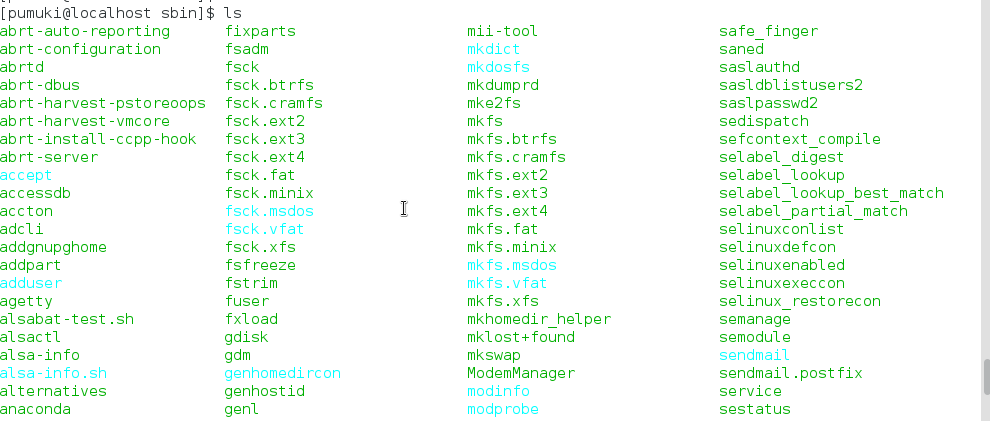 [pumuki@localhost sbin]$ ls
abrt-auto-reporting fixparts mii-tool safe_finger
abrt-configuration fsadm mkdict saned
abrtd fsck mkdosfs saslauthd
abrt-dbus fsck.btrfs mkdumprd sasldblistusers2
abrt-harvest-pstoreoops fsck.cramfs mke2fs saslpasswd2
abrt-harvest-vmcore fsck.ext2 mkfs sedispatch
abrt-install-ccpp-hook fsck.ext3 mkfs.btrfs sefcontext_compile
abrt-server fsck.ext4 mkfs.cramfs selabel_digest
accept fsck.fat mkfs.ext2 selabel_lookup
accessdb fsck.minix mkfs.ext3 selabel_lookup_best_match
accton fsck.msdos mkfs.ext4 selabel_partial_match
adcli fsck.vfat mkfs.fat selinuxconlist
addgnupghome fsck.xfs mkfs.minix selinuxdefcon
addpart fsfreeze mkfs.msdos selinuxenabled
adduser fstrim mkfs.vfat selinuxexeccon
agetty fuser mkfs.xfs selinux_restorecon
alsabat-test.sh fxload mkhomedir_helper semanage
alsactl gdisk mklost+found semodule
alsa-info gdm mkswap sendmail
alsa-info.sh genhomedircon ModemManager sendmail.postfix
alternatives genhostid modinfo service
anaconda genl modprobe sestatus